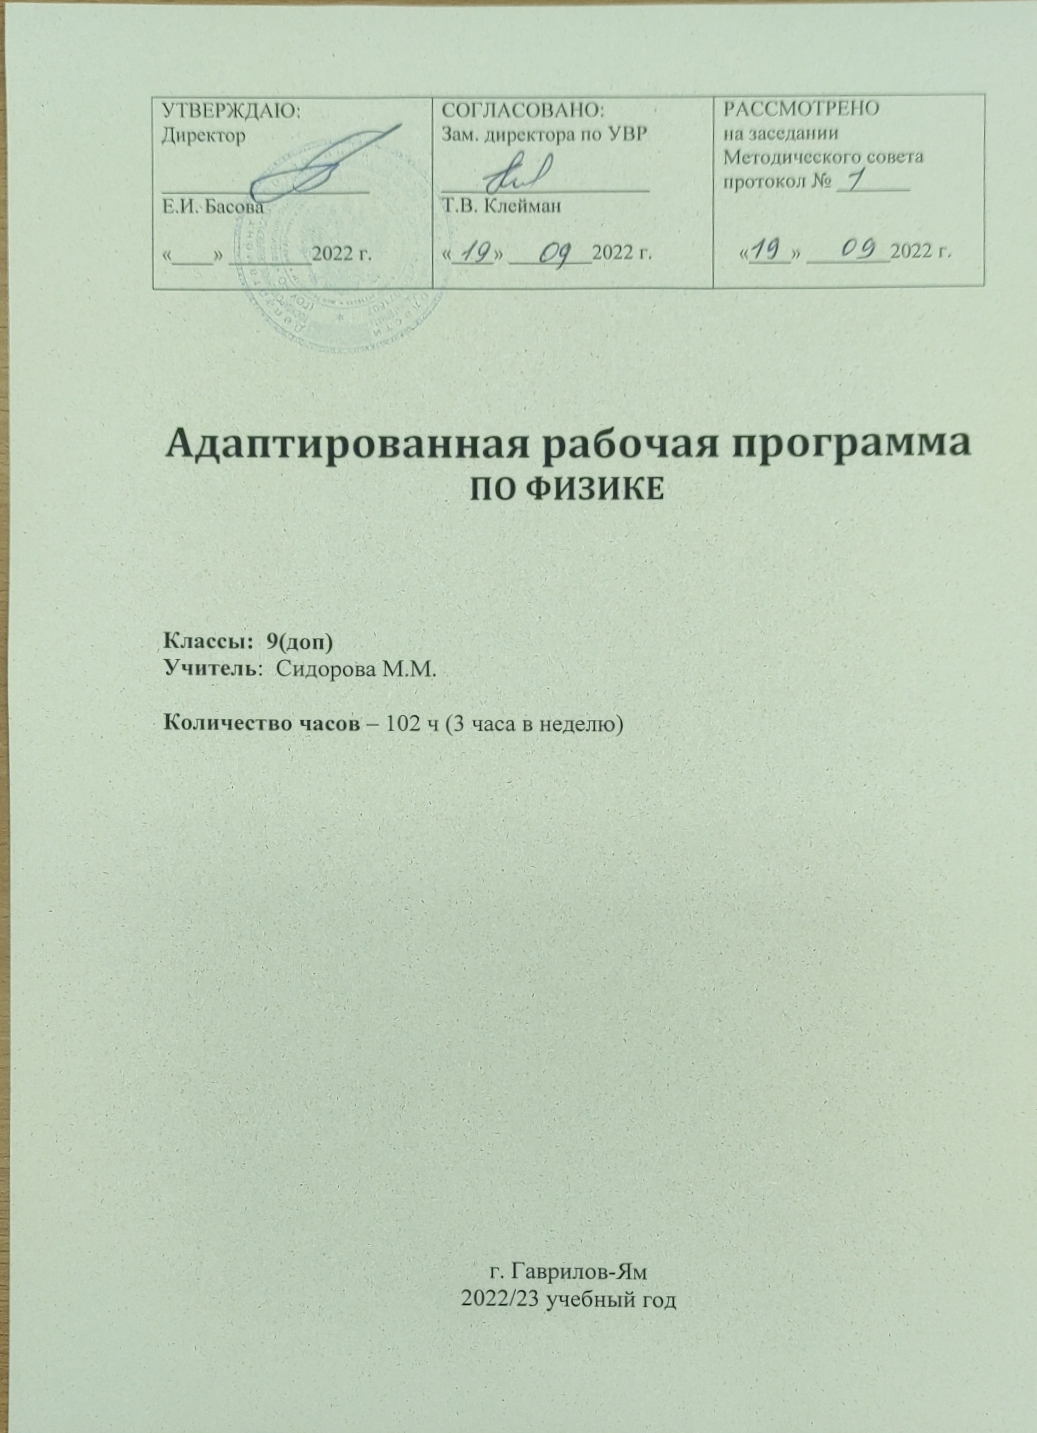 УТВЕРЖДАЮ:
Директор
Е.И. Басова
«____» ________2022 г.
СОГЛАСОВАНО:
Зам. директора по УВР
Т.В. Клейман
«19» 09 2022 г.
РАССМОТРЕНО
на заседании
Методического совета
протокол № 1
«19» 09 2022 г.
Адаптированная рабочая программа
ПО ФИЗИКЕ
Классы: 9(доп)
Учитель: Сидорова М.М.
Количество часов – 102 ч (3 часа в неделю)
г. Гаврилов-Ям
2022/23 учебный год